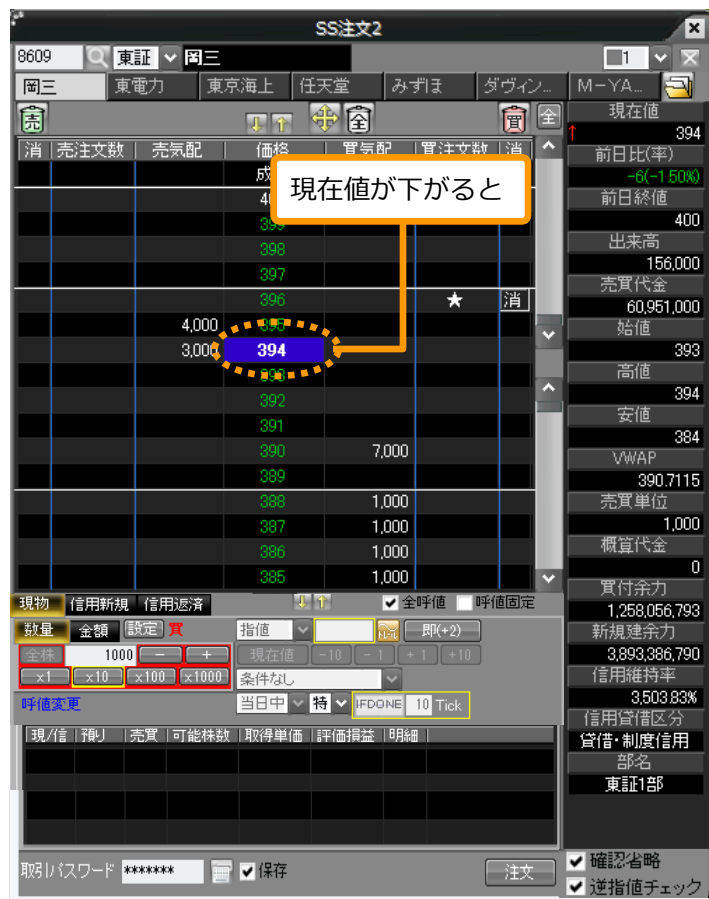 SS注文2
8609 東証 岡三 1
岡三 東電力 東京海上 任天堂 みずほ ダヴィン... M－YA...
売 全 買 全
消 売注文数 売気配 価格 買気配 買注文数 消
現在値が下がると
398
397
396 ★ 消
4,000 395
3,000 394
393
392
391
390 7,000
389
388 1,000
387 1,000
386 1,000
385 1,000
現在値
394
前日比(率)
-6(-1.50%)
前日終値
400
出来高
156,000
売買代金
60,951,000
始値
393
高値
394
安値
384
VWAP
390.7115
売買単位
1,000
概算代金
0
買付余力
1,258,056,793
新規建余力
3,893,386,790
信用維持率
3,503.83%
信用貸借区分
貸借・制度信用
部名
東証1部
現物 信用新規 信用返済 全呼値 呼値固定
数量 金額 設定 買 指値 即(+2)
全株 1000 － ＋ 現在値 -10 -1 +1 +10
x1 x10 x100 x1000 条件なし
呼値変更 当日中 特 IFDONE 10 Tick
現/信 預り 売買 可能株数 取得単価 評価損益 明細
取引パスワード ******* 保存 注文
確認省略
逆指値チェック